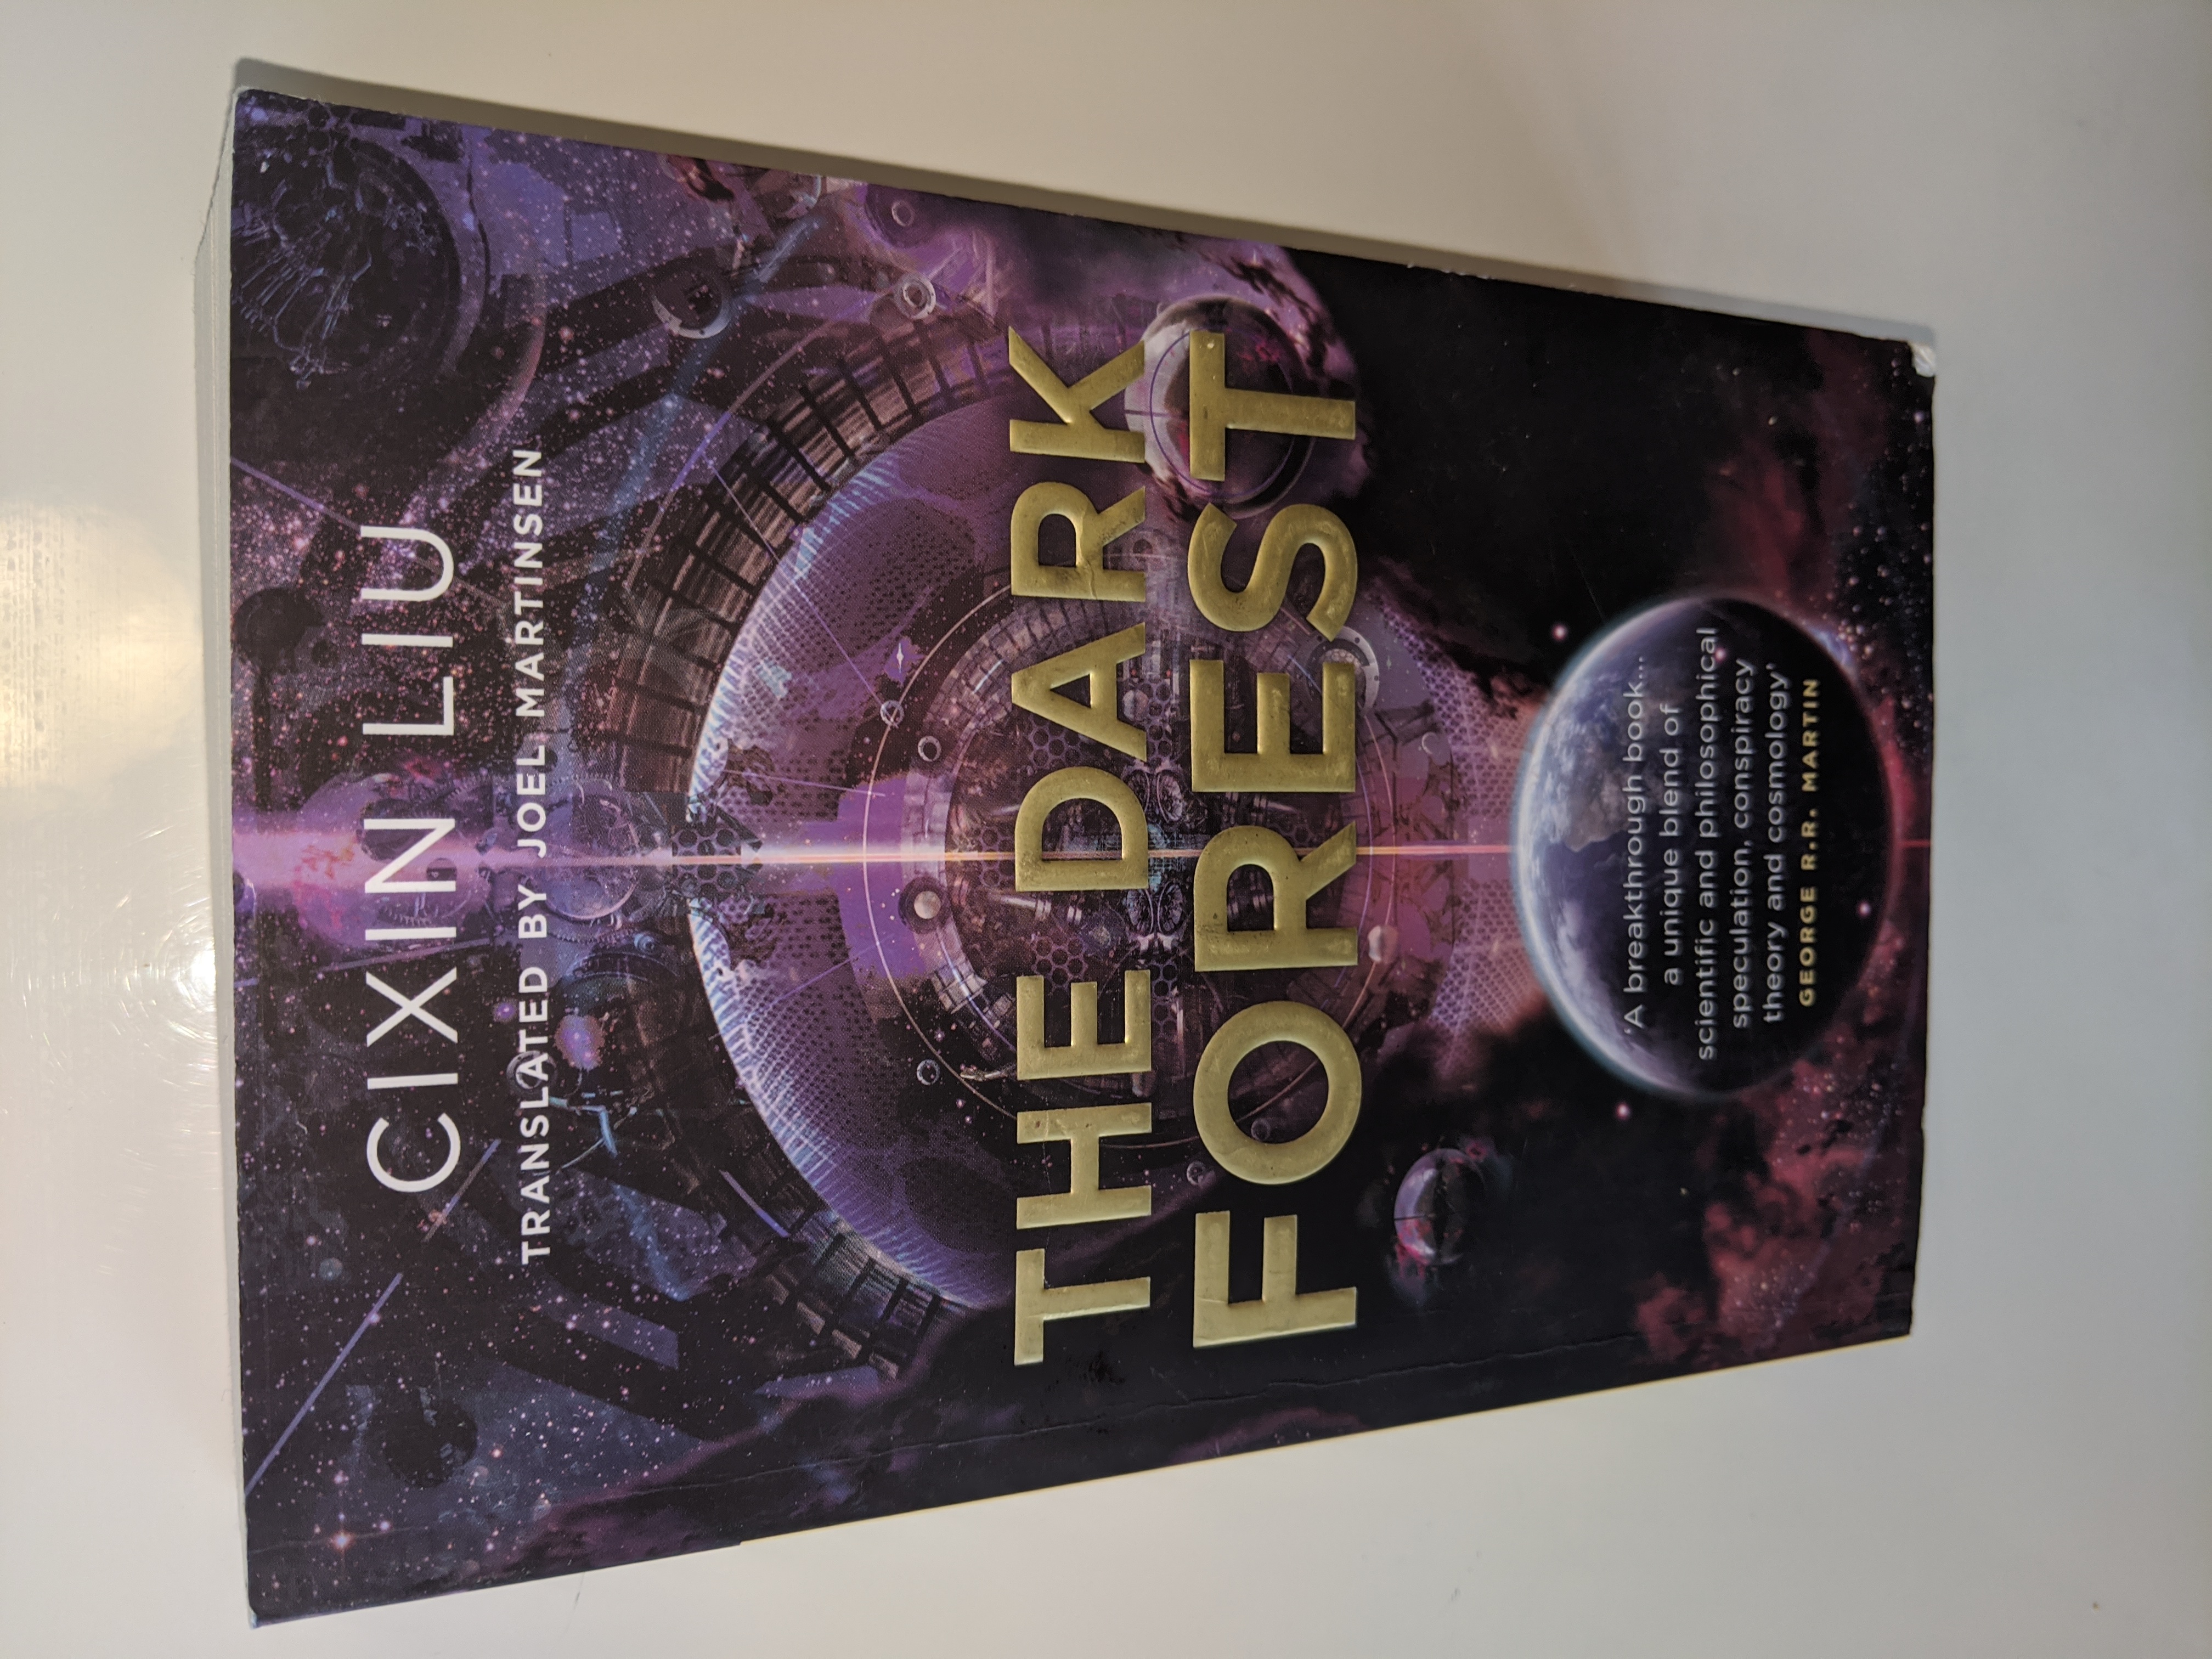 CIXIN LIU
TRANSLATED BY JOEL MARTINSEN
THE DARK
FOREST
'A breakthrough book...
a unique blend of
scientific and philosophical
speculation, conspiracy
theory and cosmology'
GEORGE R.R. MARTIN